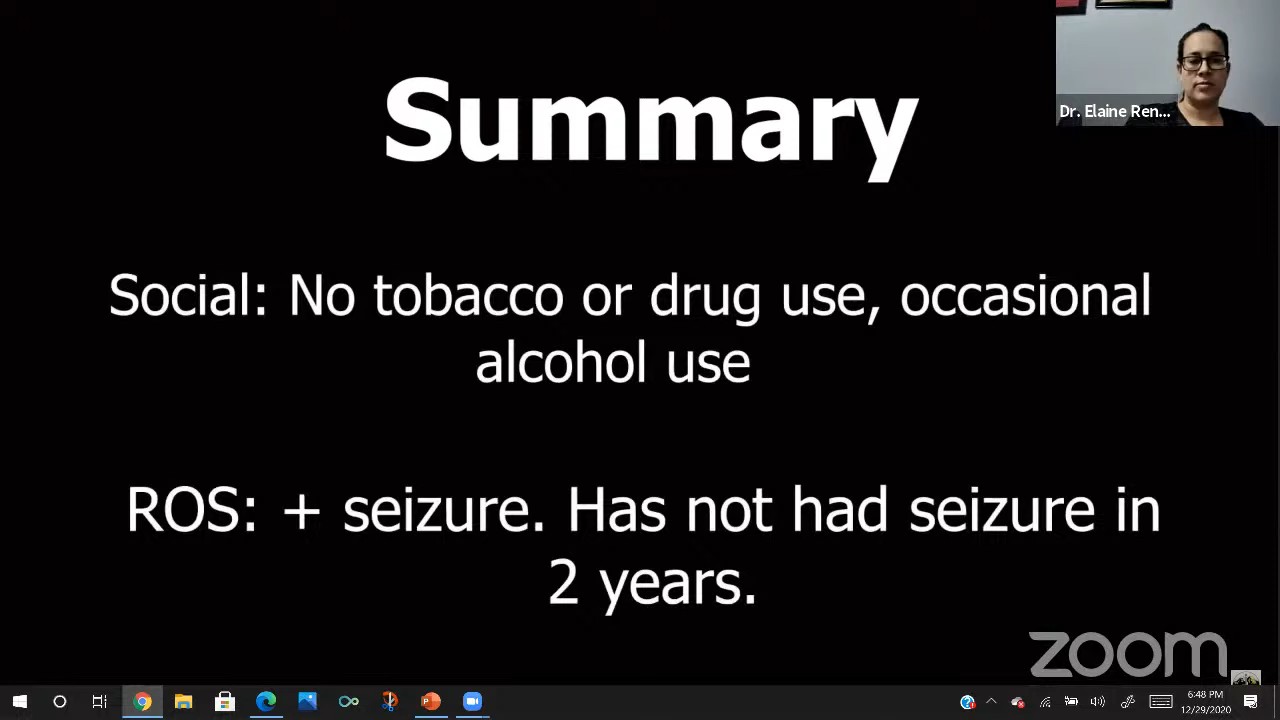 Summary
Dr. Elaine Ren...
Social: No tobacco or drug use, occasional
alcohol use
ROS: + seizure. Has not had seizure in
2 years.
zoom
6:48 PM
12/29/2020